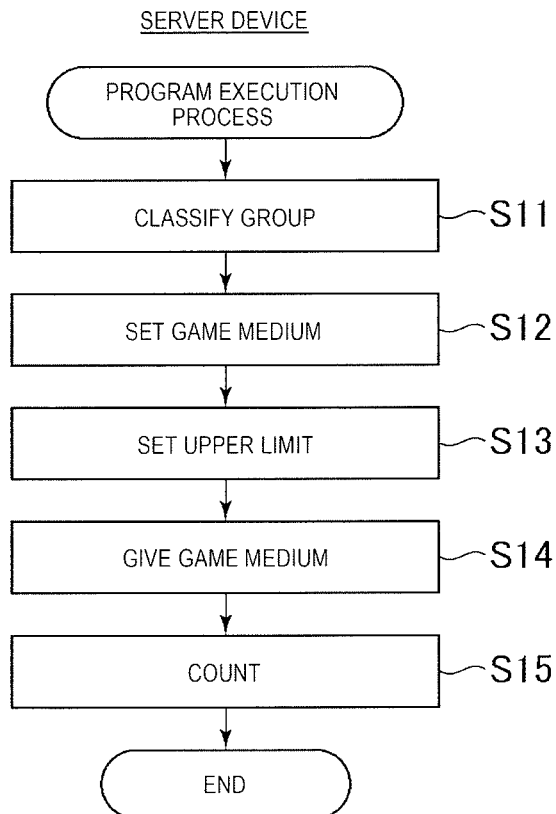 SERVER DEVICE
PROGRAM EXECUTION
PROCESS
CLASSIFY GROUP
S11
SET GAME MEDIUM
S12
SET UPPER LIMIT
S13
GIVE GAME MEDIUM
S14
COUNT
S15
END